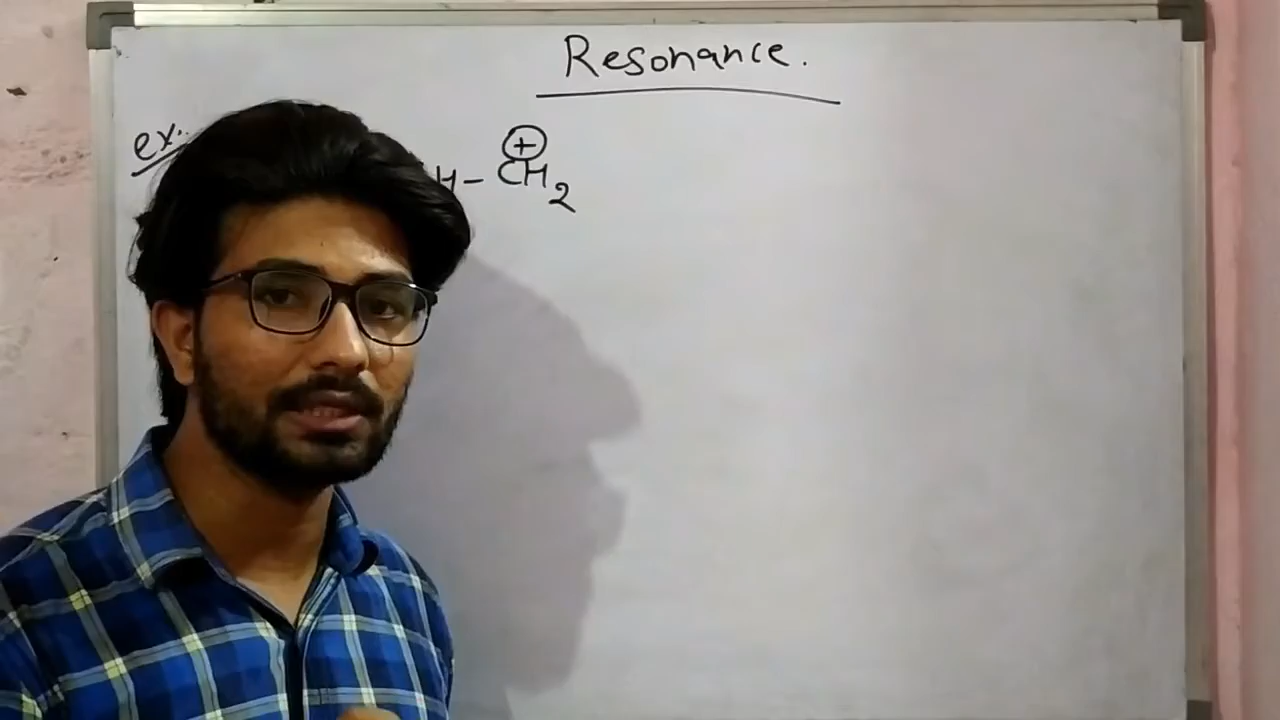 Resonance.
ex:
H - CH₂
⊕